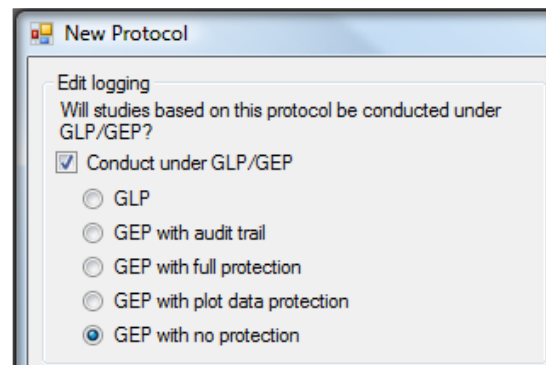 New Protocol
Edit logging
Will studies based on this protocol be conducted under
GLP/GEP?
Conduct under GLP/GEP
GLP
GEP with audit trail
GEP with full protection
GEP with plot data protection
GEP with no protection